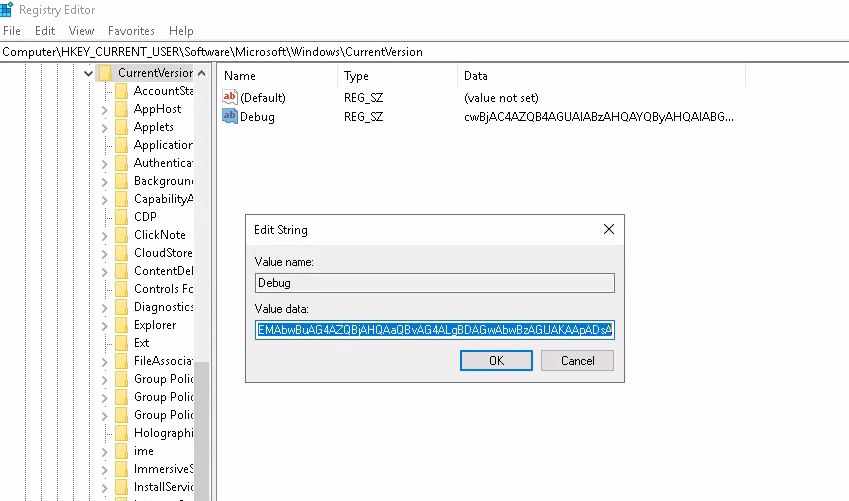 Registry Editor
File Edit View Favorites Help
Computer\HKEY_CURRENT_USER\Software\Microsoft\Windows\CurrentVersion
CurrentVersion
AccountSta
AppHost
Applets
Application
Authentica
Backgroun
CapabilityA
CDP
ClickNote
CloudStore
ContentDel
Controls Fo
Diagnostics
Explorer
Ext
FileAssocia
Group Polic
Group Polic
Group Polic
Holographi
ime
ImmersiveS
InstallServic
Name Type Data
(Default) REG_SZ (value not set)
Debug REG_SZ cwBjAC4AZQB4AGUAIABzAHQAYQByAHQAIABG...
Edit String
Value name:
Debug
Value data:
EMAbwBuAG4AZQBjAHQAaQBvAG4ALgBDAGwAbwBzAGUAKAApADsA
OK Cancel